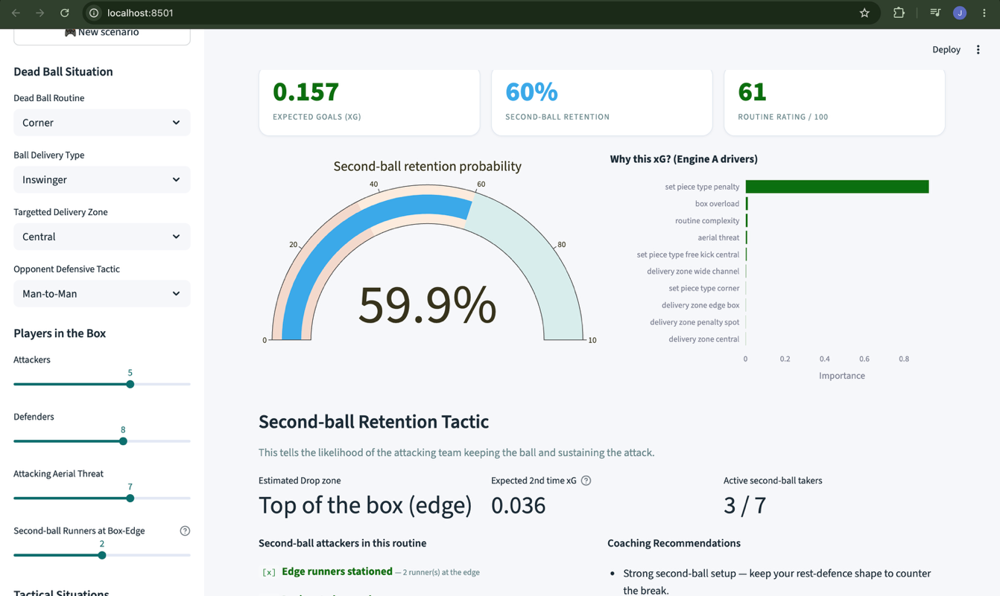 localhost:8501
J
New scenario
Deploy
Dead Ball Situation
Dead Ball Routine
Corner
Ball Delivery Type
Inswinger
Targetted Delivery Zone
Central
Opponent Defensive Tactic
Man-to-Man
Players in the Box
Attackers
5
Defenders
8
Attacking Aerial Threat
7
Second-ball Runners at Box-Edge
2
0.157
EXPECTED GOALS (XG)
60%
SECOND-BALL RETENTION
61
ROUTINE RATING / 100
Second-ball retention probability
0
20
40
60
80
10
59.9%
Why this xG? (Engine A drivers)
set piece type penalty
box overload
routine complexity
aerial threat
set piece type free kick central
delivery zone wide channel
set piece type corner
delivery zone edge box
delivery zone penalty spot
delivery zone central
0 0.2 0.4 0.6 0.8
Importance
Second-ball Retention Tactic
This tells the likelihood of the attacking team keeping the ball and sustaining the attack.
Estimated Drop zone
Top of the box (edge)
Expected 2nd time xG
0.036
Active second-ball takers
3 / 7
Second-ball attackers in this routine
[x] Edge runners stationed — 2 runner(s) at the edge
Coaching Recommendations
• Strong second-ball setup — keep your rest-defence shape to counter
the break.
Tactical Situations